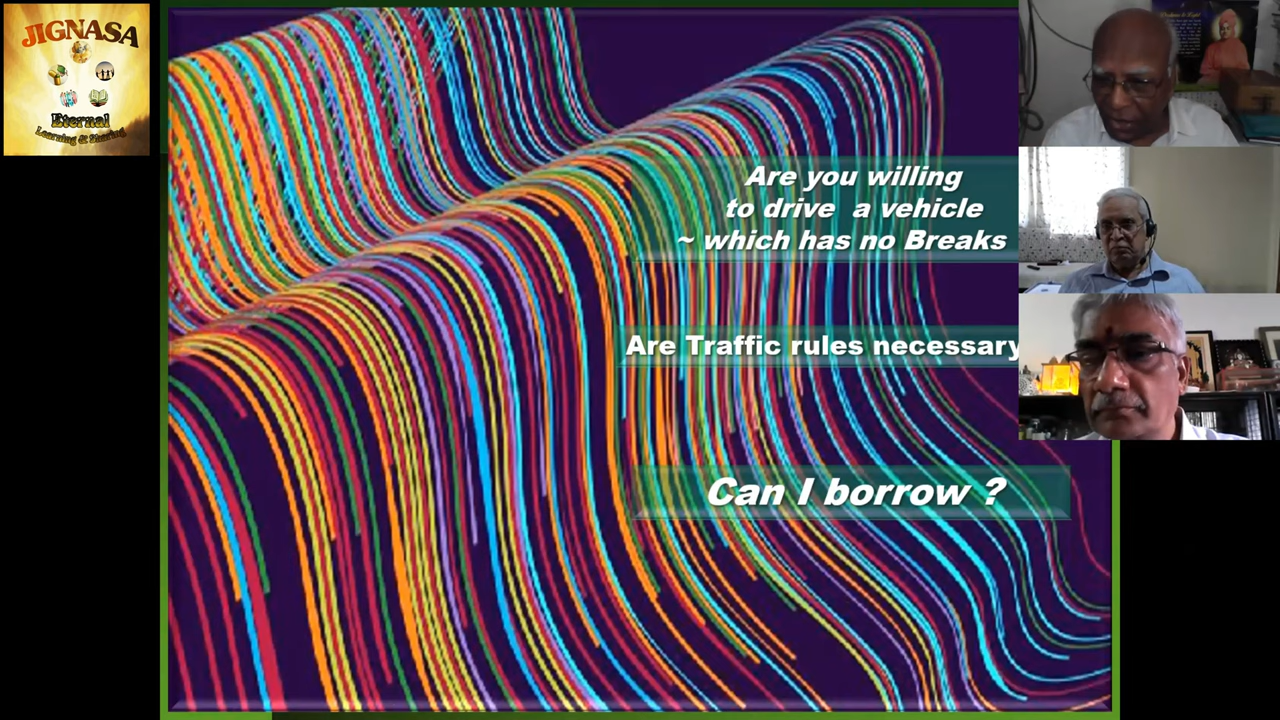 JIGNASA
Eternal
Learning & Sharing
Are you willing
to drive a vehicle
~ which has no Breaks
Are Traffic rules necessary
Can I borrow ?